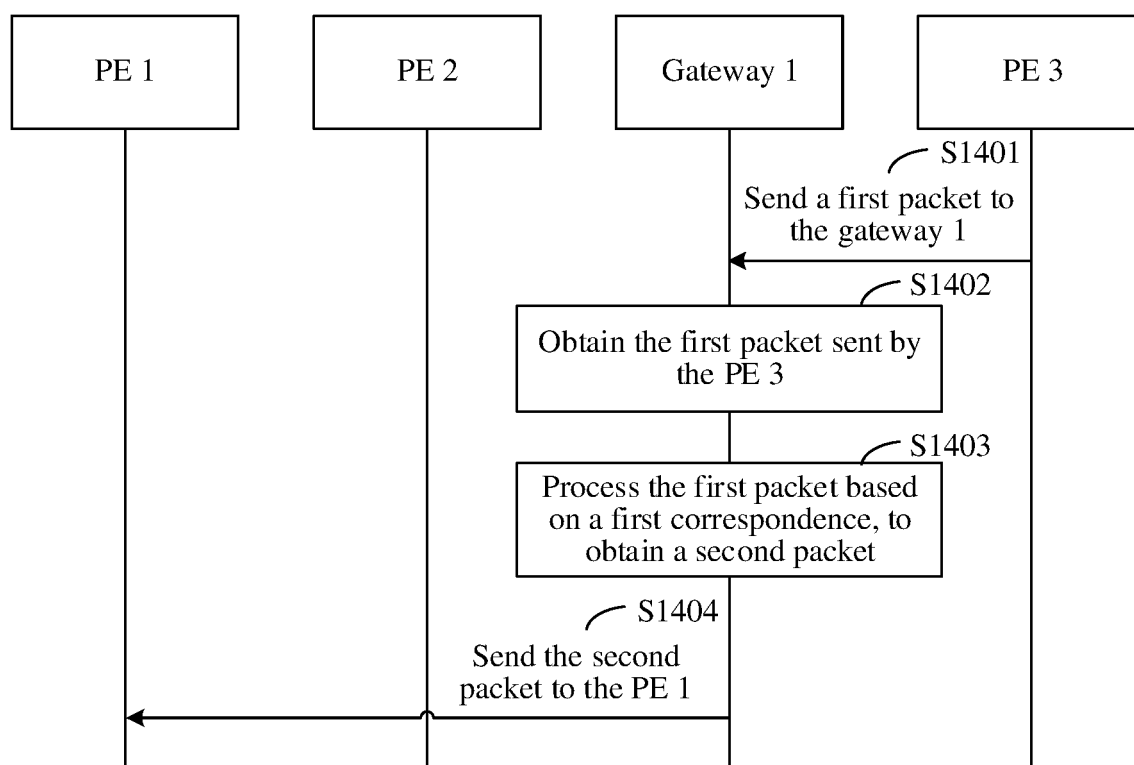 PE 1
PE 2
Gateway 1
PE 3
S1401
Send a first packet to
the gateway 1
S1402
Obtain the first packet sent by
the PE 3
S1403
Process the first packet based
on a first correspondence, to
obtain a second packet
S1404
Send the second
packet to the PE 1